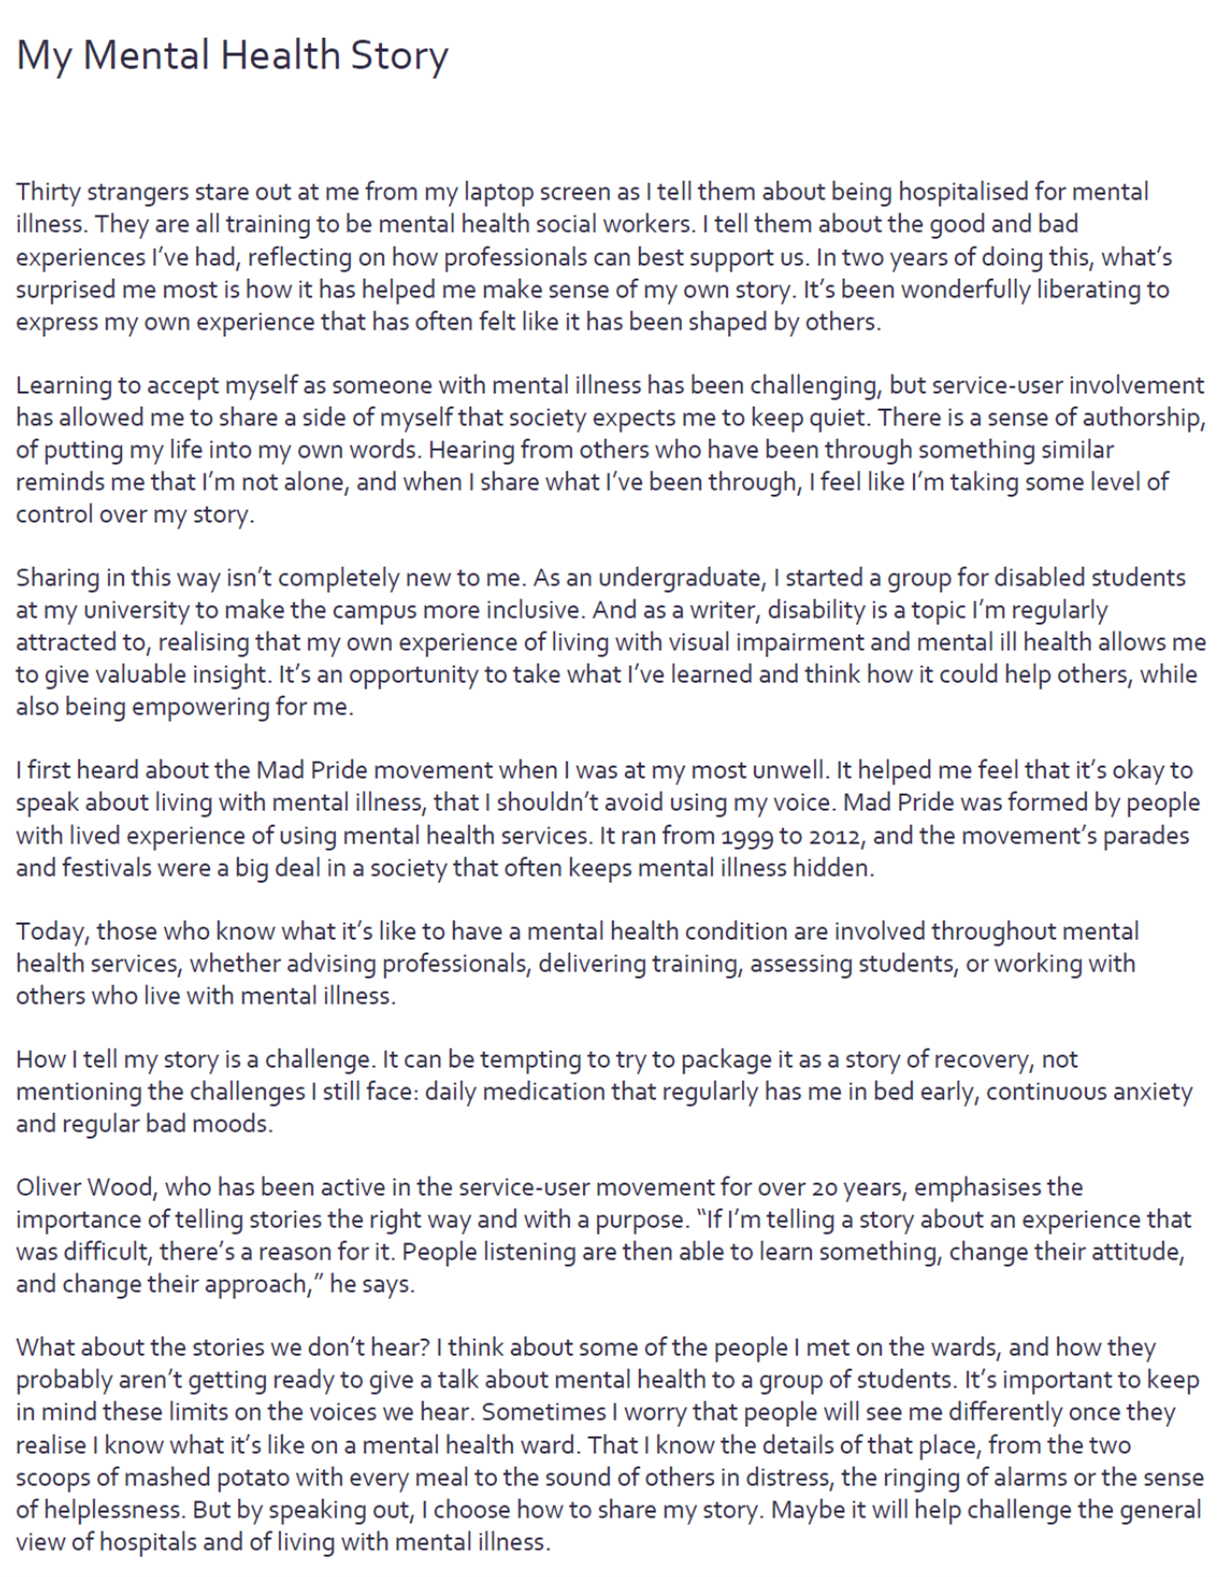 My Mental Health Story
Thirty strangers stare out at me from my laptop screen as I tell them about being hospitalised for mental
illness. They are all training to be mental health social workers. I tell them about the good and bad
experiences I’ve had, reflecting on how professionals can best support us. In two years of doing this, what’s
surprised me most is how it has helped me make sense of my own story. It’s been wonderfully liberating to
express my own experience that has often felt like it has been shaped by others.
Learning to accept myself as someone with mental illness has been challenging, but service-user involvement
has allowed me to share a side of myself that society expects me to keep quiet. There is a sense of authorship,
of putting my life into my own words. Hearing from others who have been through something similar
reminds me that I’m not alone, and when I share what I’ve been through, I feel like I’m taking some level of
control over my story.
Sharing in this way isn’t completely new to me. As an undergraduate, I started a group for disabled students
at my university to make the campus more inclusive. And as a writer, disability is a topic I’m regularly
attracted to, realising that my own experience of living with visual impairment and mental ill health allows me
to give valuable insight. It’s an opportunity to take what I’ve learned and think how it could help others, while
also being empowering for me.
I first heard about the Mad Pride movement when I was at my most unwell. It helped me feel that it’s okay to
speak about living with mental illness, that I shouldn’t avoid using my voice. Mad Pride was formed by people
with lived experience of using mental health services. It ran from 1999 to 2012, and the movement’s parades
and festivals were a big deal in a society that often keeps mental illness hidden.
Today, those who know what it’s like to have a mental health condition are involved throughout mental
health services, whether advising professionals, delivering training, assessing students, or working with
others who live with mental illness.
How I tell my story is a challenge. It can be tempting to try to package it as a story of recovery, not
mentioning the challenges I still face: daily medication that regularly has me in bed early, continuous anxiety
and regular bad moods.
Oliver Wood, who has been active in the service-user movement for over 20 years, emphasises the
importance of telling stories the right way and with a purpose. “If I’m telling a story about an experience that
was difficult, there’s a reason for it. People listening are then able to learn something, change their attitude,
and change their approach,” he says.
What about the stories we don’t hear? I think about some of the people I met on the wards, and how they
probably aren’t getting ready to give a talk about mental health to a group of students. It’s important to keep
in mind these limits on the voices we hear. Sometimes I worry that people will see me differently once they
realise I know what it’s like on a mental health ward. That I know the details of that place, from the two
scoops of mashed potato with every meal to the sound of others in distress, the ringing of alarms or the sense
of helplessness. But by speaking out, I choose how to share my story. Maybe it will help challenge the general
view of hospitals and of living with mental illness.